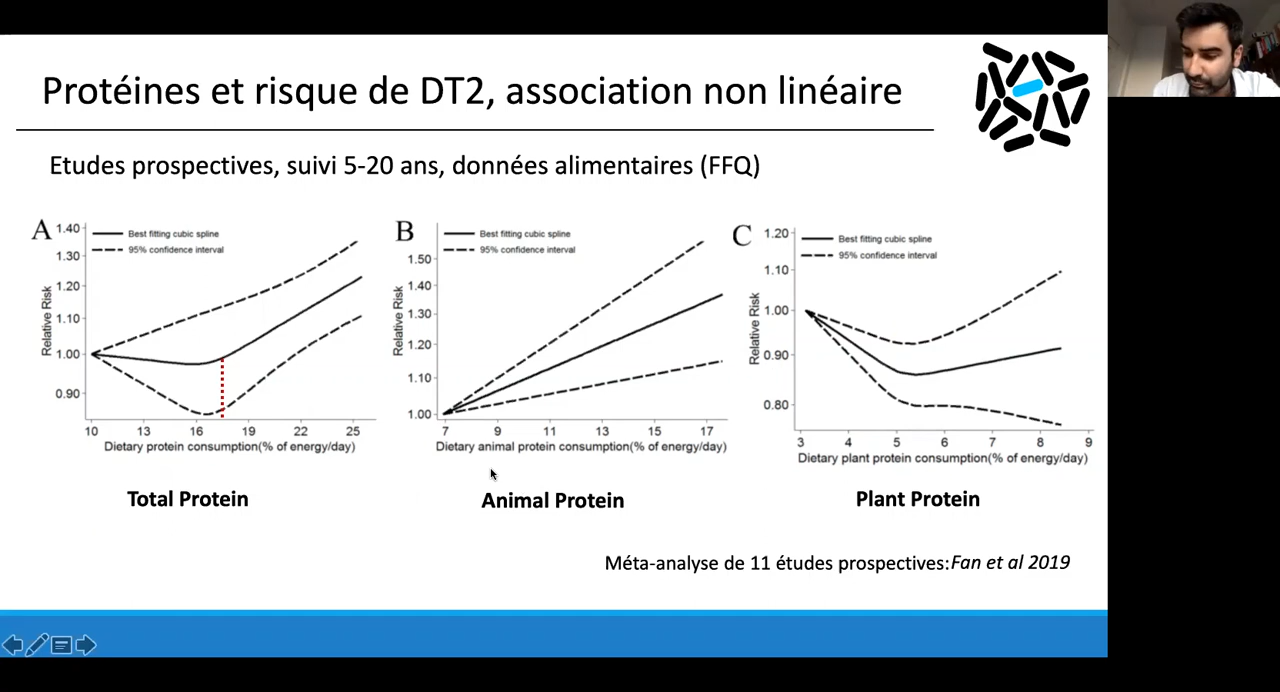 Protéines et risque de DT2, association non linéaire
Etudes prospectives, suivi 5-20 ans, données alimentaires (FFQ)
A
Best fitting cubic spline
95% confidence interval
Relative Risk
1.40
1.30
1.20
1.10
1.00
0.90
10 13 16 19 22 25
Dietary protein consumption(% of energy/day)
Total Protein
B
Best fitting cubic spline
95% confidence interval
Relative Risk
1.50
1.40
1.30
1.20
1.10
1.00
7 9 11 13 15 17
Dietary animal protein consumption(% of energy/day)
Animal Protein
C
Best fitting cubic spline
95% confidence interval
Relative Risk
1.20
1.10
1.00
0.90
0.80
3 4 5 6 7 8 9
Dietary plant protein consumption(% of energy/day)
Plant Protein
Méta-analyse de 11 études prospectives:Fan et al 2019